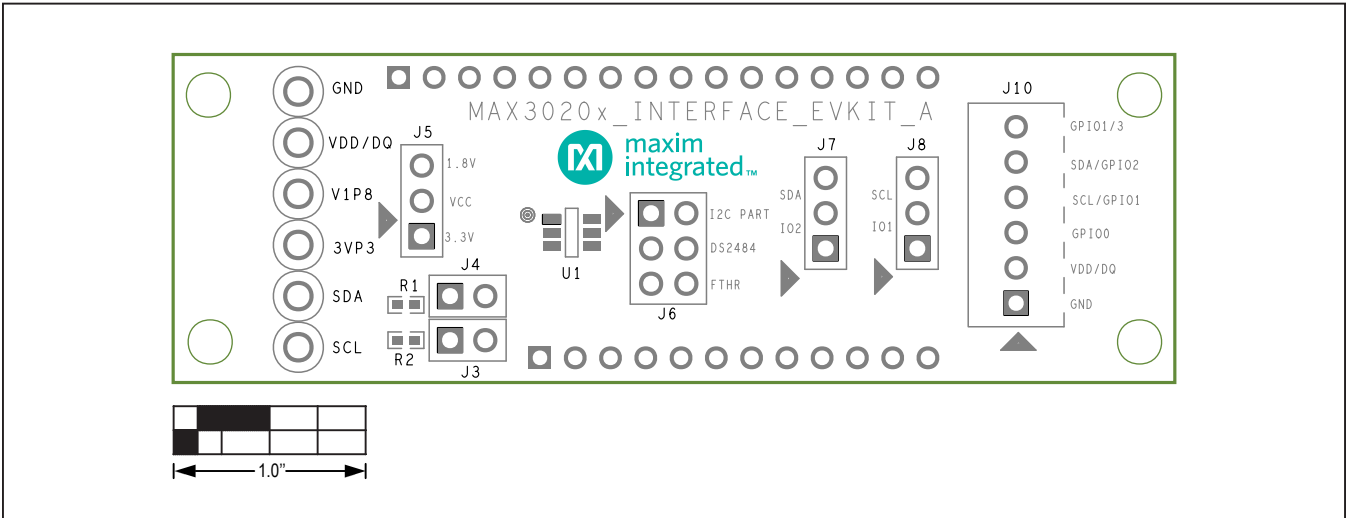 GND
VDD/DQ
V1P8
3VP3
SDA
SCL
MAX3020x_INTERFACE_EVKIT_A
maxim
integrated™
J5
1.8V
VCC
3.3V
J4
R1
R2
J3
U1
I2C PART
DS2484
FTHR
J6
J7
SDA
IO2
J8
SCL
IO1
J10
GPIO1/3
SDA/GPIO2
SCL/GPIO1
GPIO0
VDD/DQ
GND
1.0”